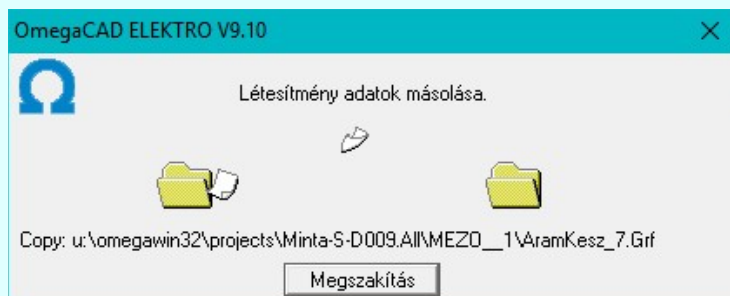 OmegaCAD ELEKTRO V9.10
Létesítmény adatok másolása.
Copy: u:\omegawin32\projects\Minta-S-D009.All\MEZO__1\AramKesz_7.Grf
Megszakítás